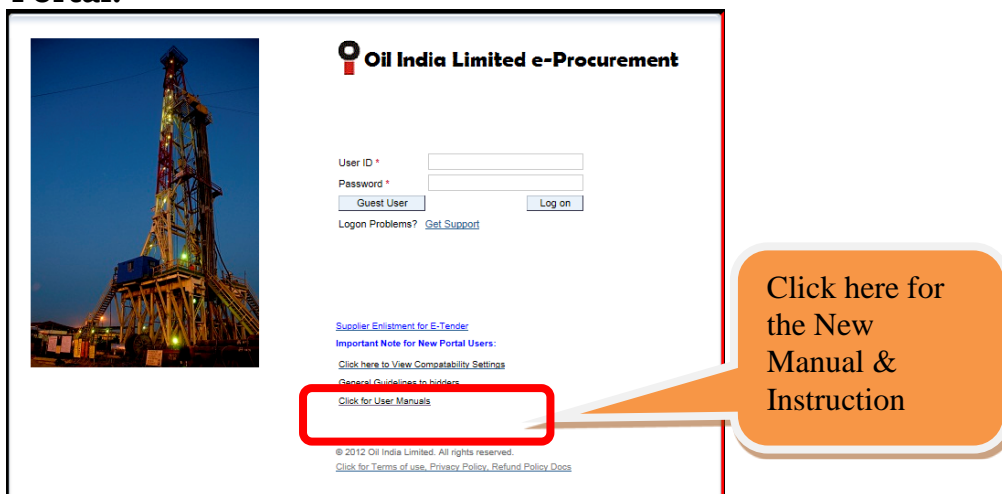 Oil India Limited e-Procurement
User ID *
Password *
Guest User Log on
Logon Problems? Get Support
Supplier Enlistment for E-Tender
Important Note for New Portal Users:
Click here to View Compatability Settings
General Guidelines to bidders
Click for User Manuals
© 2012 Oil India Limited. All rights reserved.
Click for Terms of use, Privacy Policy, Refund Policy Docs
Click here for
the New
Manual &
Instruction